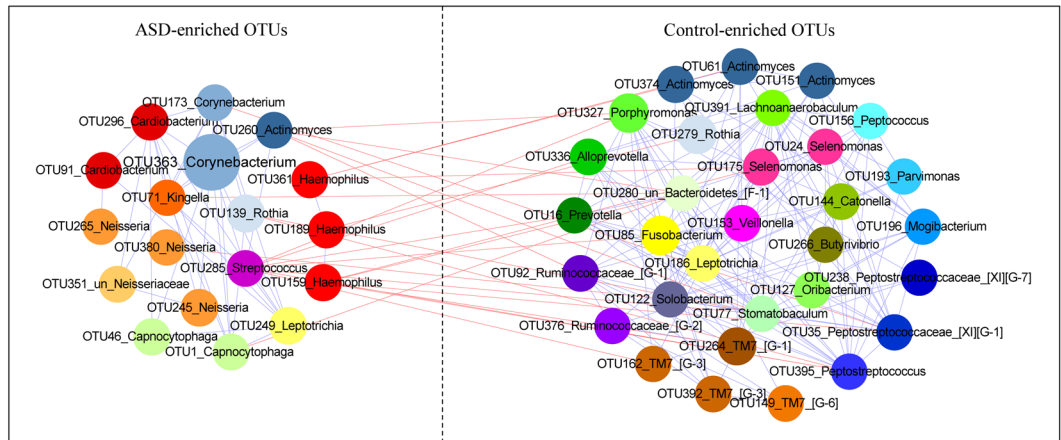 ASD-enriched OTUs
OTU173_Corynebacterium
OTU296_Cardiobacterium
OTU260_Actinomyces
OTU363_Corynebacterium
OTU91_Cardiobacterium
OTU361_Haemophilus
OTU71_Kingella
OTU139_Rothia
OTU265_Neisseria
OTU189_Haemophilus
OTU380_Neisseria
OTU285_Streptococcus
OTU351_un_Neisseriaceae
OTU159_Haemophilus
OTU245_Neisseria
OTU249_Leptotrichia
OTU46_Capnocytophaga
OTU1_Capnocytophaga
Control-enriched OTUs
OTU61_Actinomyces
OTU374_Actinomyces
OTU151_Actinomyces
OTU327_Porphyromonas
OTU391_Lachnoanaerobaculum
OTU156_Peptococcus
OTU279_Rothia
OTU24_Selenomonas
OTU336_Alloprevotella
OTU175_Selenomonas
OTU193_Parvimonas
OTU280_un_Bacteroidetes_[F-1]
OTU144_Catonella
OTU16_Prevotella
OTU153_Veillonella
OTU196_Mogibacterium
OTU85_Fusobacterium
OTU266_Butyrivibrio
OTU186_Leptotrichia
OTU92_Ruminococcaceae_[G-1]
OTU238_Peptostreptococcaceae_[XI][G-7]
OTU127_Oribacterium
OTU122_Solobacterium
OTU77_Stomatobaculum
OTU376_Ruminococcaceae_[G-2]
OTU35_Peptostreptococcaceae_[XI][G-1]
OTU264_TM7_[G-1]
OTU162_TM7_[G-3]
OTU395_Peptostreptococcus
OTU392_TM7_[G-3]
OTU149_TM7_[G-6]